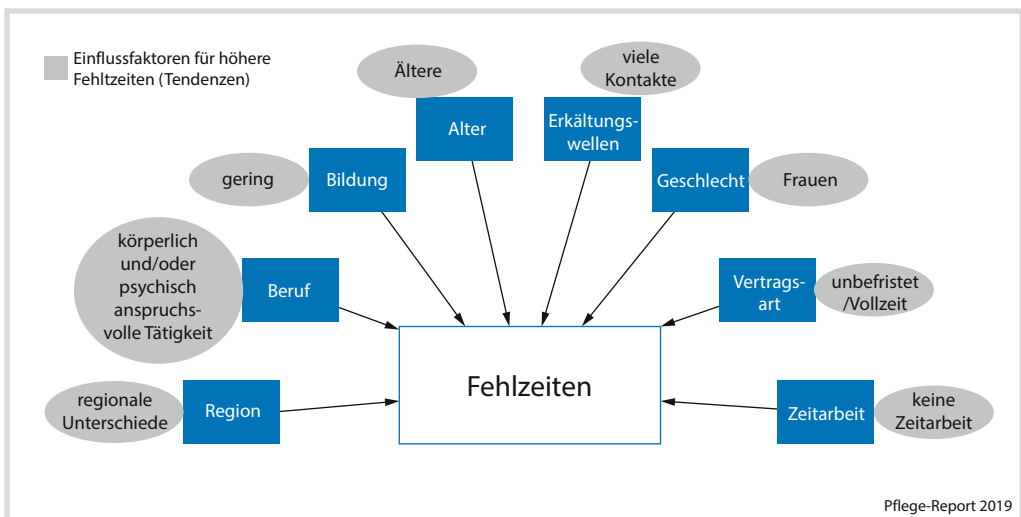 Einflussfaktoren für höhere
Fehltzeiten (Tendenzen)
Ältere
viele
Kontakte
Alter
Erkältungs-
wellen
gering
Bildung
Geschlecht
Frauen
körperlich
und/oder
psychisch
anspruchs-
volle Tätigkeit
Beruf
Vertrags-
art
unbefristet
/Vollzeit
Fehlzeiten
regionale
Unterschiede
Region
Zeitarbeit
keine
Zeitarbeit
Pflege-Report 2019